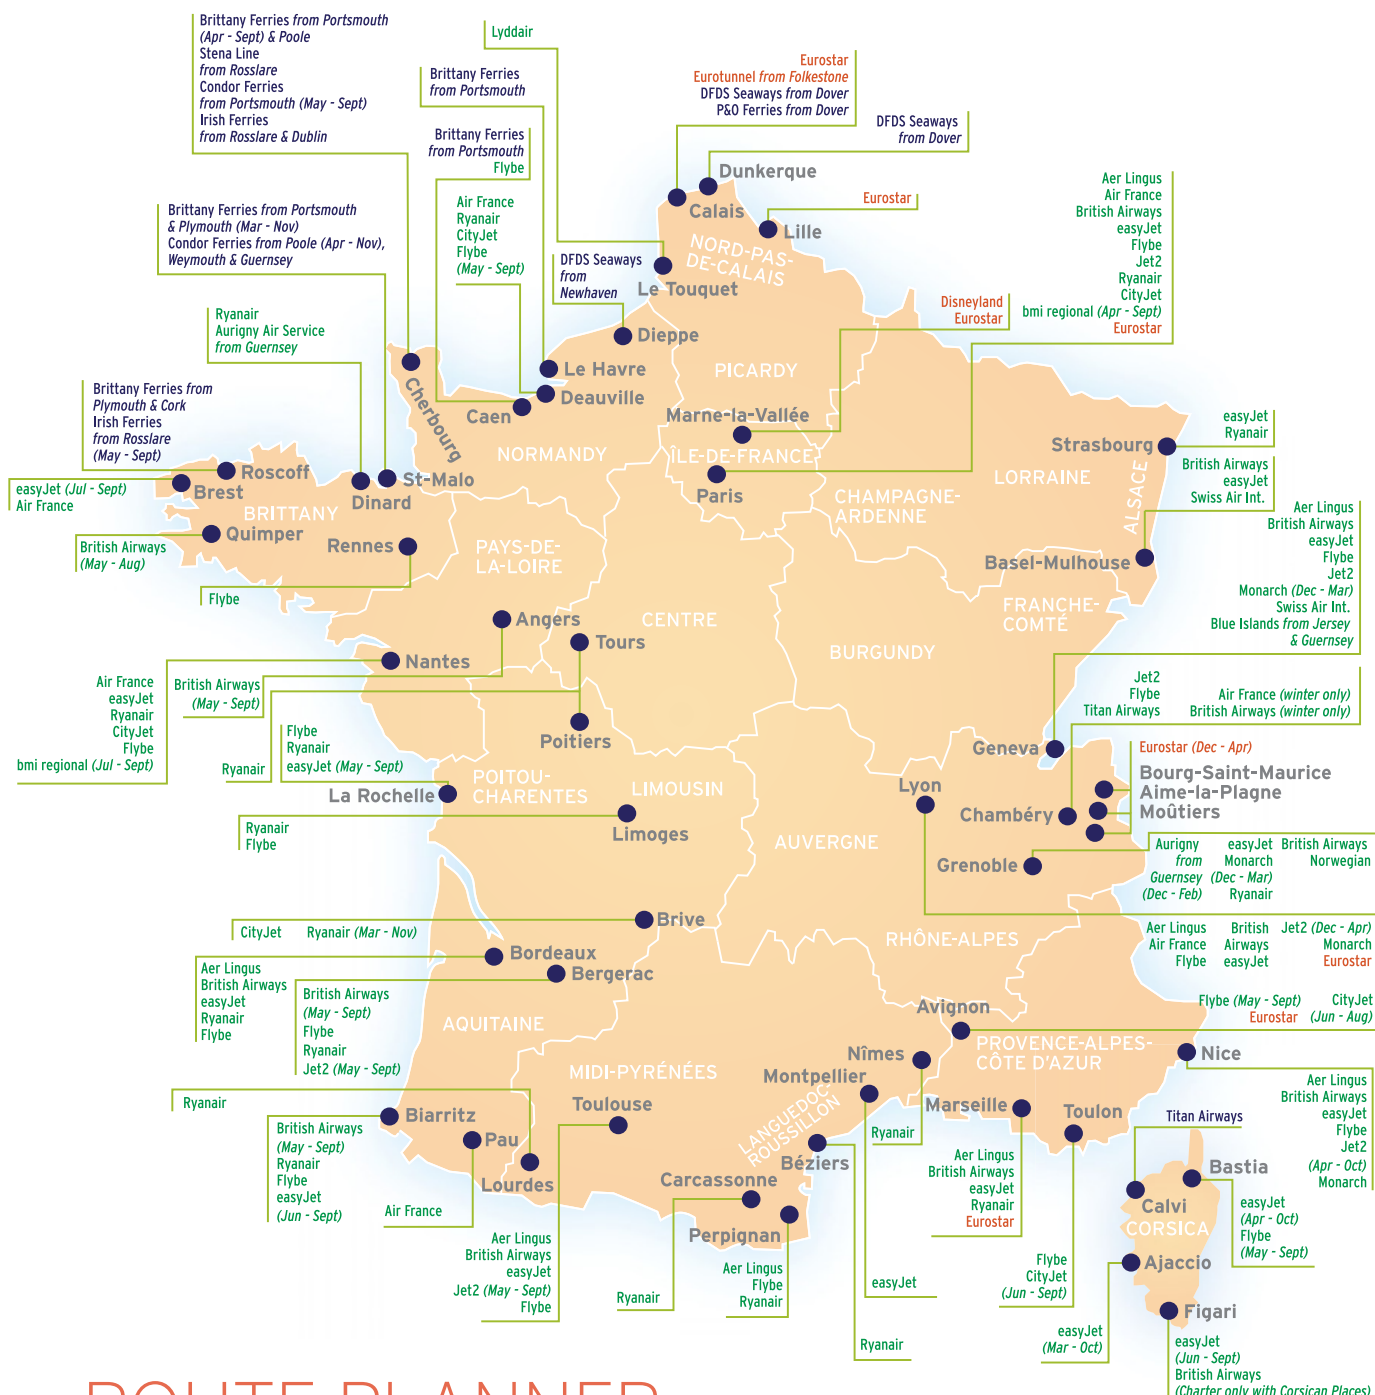 Brittany Ferries from Portsmouth
(Apr - Sept) & Poole
Stena Line
from Rosslare
Condor Ferries
from Portsmouth (May - Sept)
Irish Ferries
from Rosslare & Dublin
Lyddair
Brittany Ferries
from Portsmouth
Brittany Ferries
from Portsmouth
Flybe
Eurostar
Eurotunnel from Folkestone
DFDS Seaways from Dover
P&O Ferries from Dover
DFDS Seaways
from Dover
Dunkerque
Calais
Eurostar
Lille
Aer Lingus
Air France
British Airways
easyJet
Flybe
Jet2
Ryanair
CityJet
bmi regional (Apr - Sept)
Eurostar
Brittany Ferries from Portsmouth
& Plymouth (Mar - Nov)
Condor Ferries from Poole (Apr - Nov),
Weymouth & Guernsey
Air France
Ryanair
CityJet
Flybe
(May - Sept)
DFDS Seaways
from
Newhaven
NORD-PAS-
DE-CALAIS
Le Touquet
Disneyland
Eurostar
Ryanair
Aurigny Air Service
from Guernsey
Dieppe
Le Havre
Deauville
Caen
Cherbourg
PICARDY
Brittany Ferries from
Plymouth & Cork
Irish Ferries
from Rosslare
(May - Sept)
Marne-la-Vallée
NORMANDY
ÎLE-DE-FRANCE
Paris
CHAMPAGNE-
ARDENNE
LORRAINE
ALSACE
Strasbourg
easyJet
Ryanair
British Airways
easyJet
Swiss Air Int.
Roscoff
Brest
St-Malo
Dinard
easyJet (Jul - Sept)
Air France
BRITTANY
Quimper
Rennes
British Airways
(May - Aug)
Flybe
PAYS-DE-
LA-LOIRE
Basel-Mulhouse
FRANCHE-
COMTÉ
Aer Lingus
British Airways
easyJet
Flybe
Jet2
Monarch (Dec - Mar)
Swiss Air Int.
Blue Islands from Jersey
& Guernsey
Angers
Tours
CENTRE
BURGUNDY
Nantes
Air France
easyJet
Ryanair
CityJet
Flybe
bmi regional (Jul - Sept)
British Airways
(May - Sept)
Poitiers
Ryanair
Flybe
Ryanair
easyJet (May - Sept)
Jet2
Flybe
Titan Airways
Air France (winter only)
British Airways (winter only)
Geneva
Eurostar (Dec - Apr)
Bourg-Saint-Maurice
Aime-la-Plagne
Moûtiers
La Rochelle
POITOU-
CHARENTES
LIMOUSIN
Limoges
Lyon
Chambéry
Ryanair
Flybe
AUVERGNE
Grenoble
Aurigny
from
Guernsey
(Dec - Feb)
easyJet
Monarch
(Dec - Mar)
Ryanair
British Airways
Norwegian
CityJet
Ryanair (Mar - Nov)
Brive
RHÔNE-ALPES
Aer Lingus
Air France
Flybe
British
Airways
easyJet
Jet2 (Dec - Apr)
Monarch
Eurostar
Bordeaux
Bergerac
Aer Lingus
British Airways
easyJet
Ryanair
Flybe
British Airways
(May - Sept)
Flybe
Ryanair
Jet2 (May - Sept)
AQUITAINE
Avignon
Flybe (May - Sept)
Eurostar
CityJet
(Jun - Aug)
PROVENCE-ALPES-
CÔTE D'AZUR
Nice
Nîmes
Montpellier
MIDI-PYRÉNÉES
Toulouse
LANGUEDOC-
ROUSSILLON
Marseille
Toulon
Ryanair
Ryanair
Biarritz
Pau
Lourdes
British Airways
(May - Sept)
Ryanair
Flybe
easyJet
(Jun - Sept)
Air France
Béziers
Carcassonne
Perpignan
Aer Lingus
British Airways
easyJet
Ryanair
Eurostar
Titan Airways
Aer Lingus
British Airways
easyJet
Flybe
Jet2
(Apr - Oct)
Monarch
Bastia
Calvi
CORSICA
easyJet
(Apr - Oct)
Flybe
(May - Sept)
Ajaccio
Figari
Aer Lingus
British Airways
easyJet
Jet2 (May - Sept)
Flybe
Ryanair
Aer Lingus
Flybe
Ryanair
easyJet
Ryanair
Flybe
CityJet
(Jun - Sept)
easyJet
(Mar - Oct)
easyJet
(Jun - Sept)
British Airways
(Charter only with Corsican Places)
ROUTE PLANNER